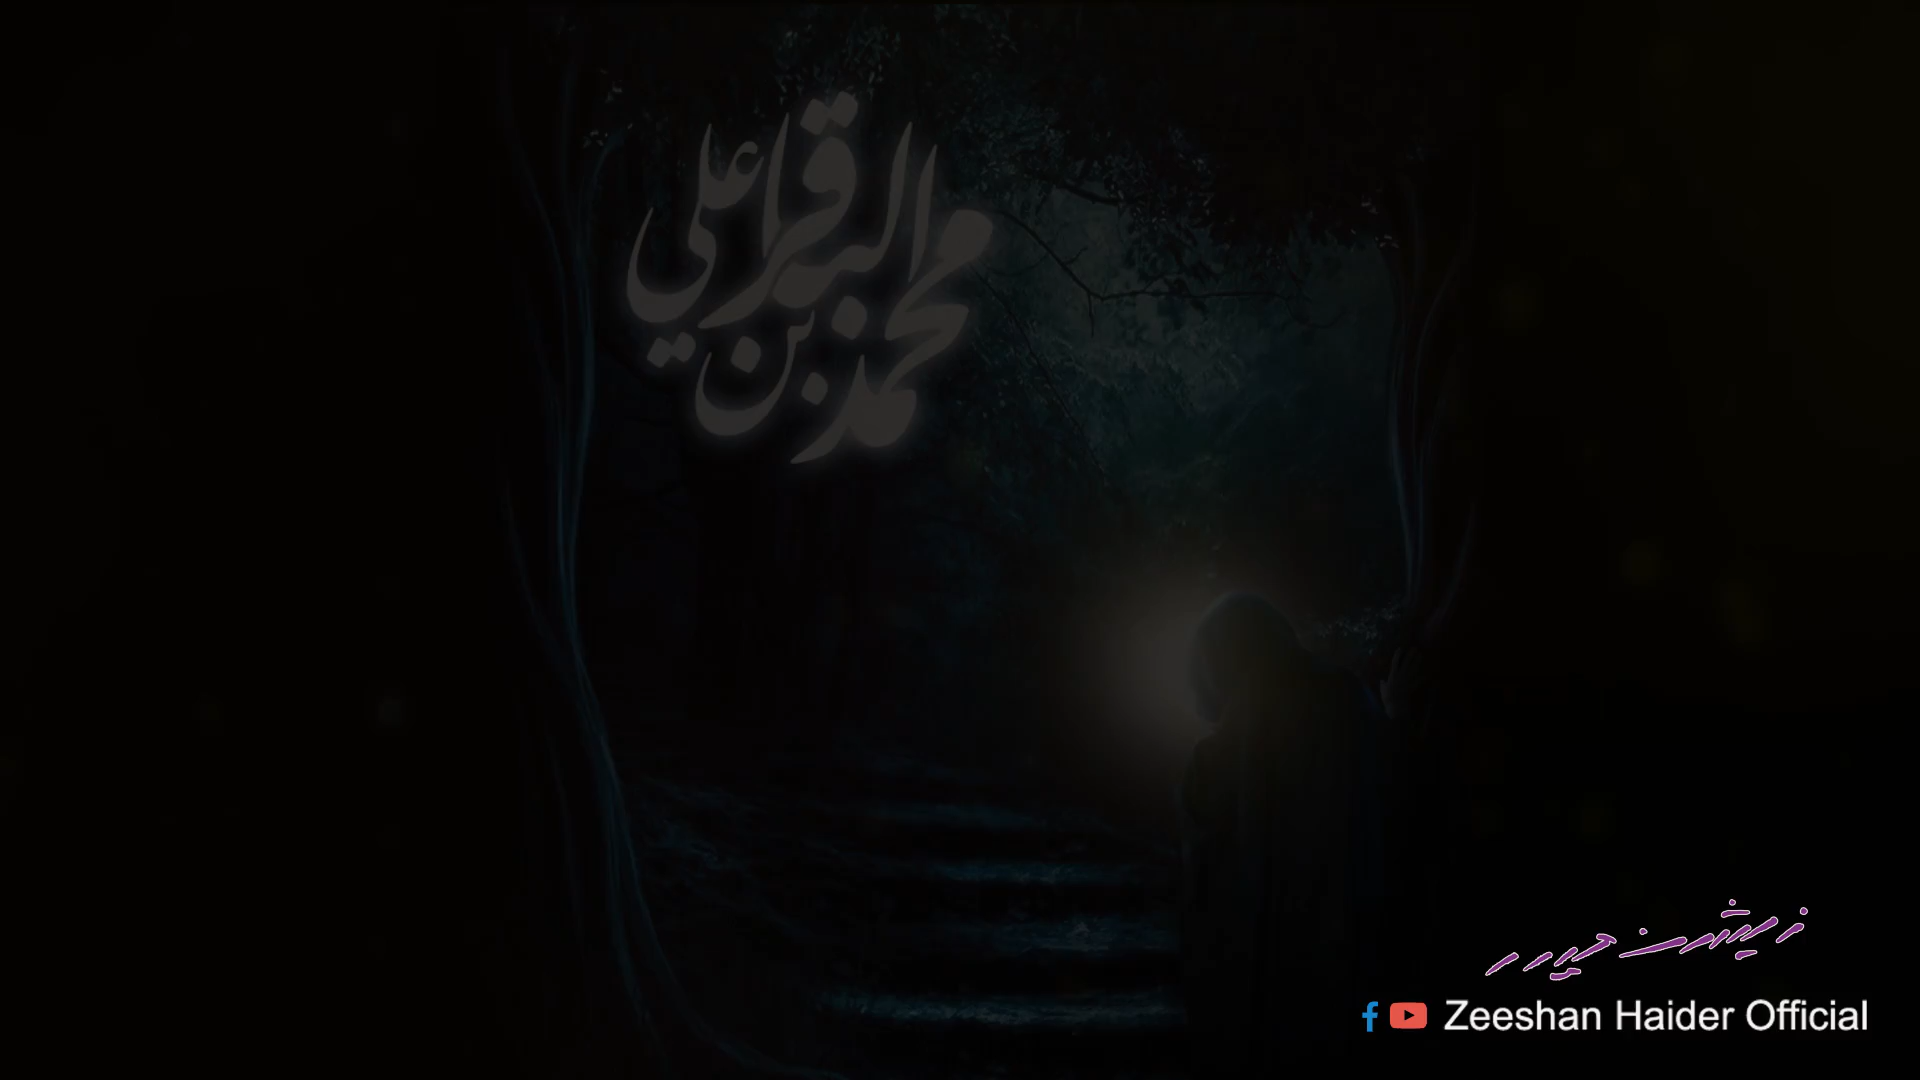 محمد بن علي الباقر
ذیشان حیدر
Zeeshan Haider Official